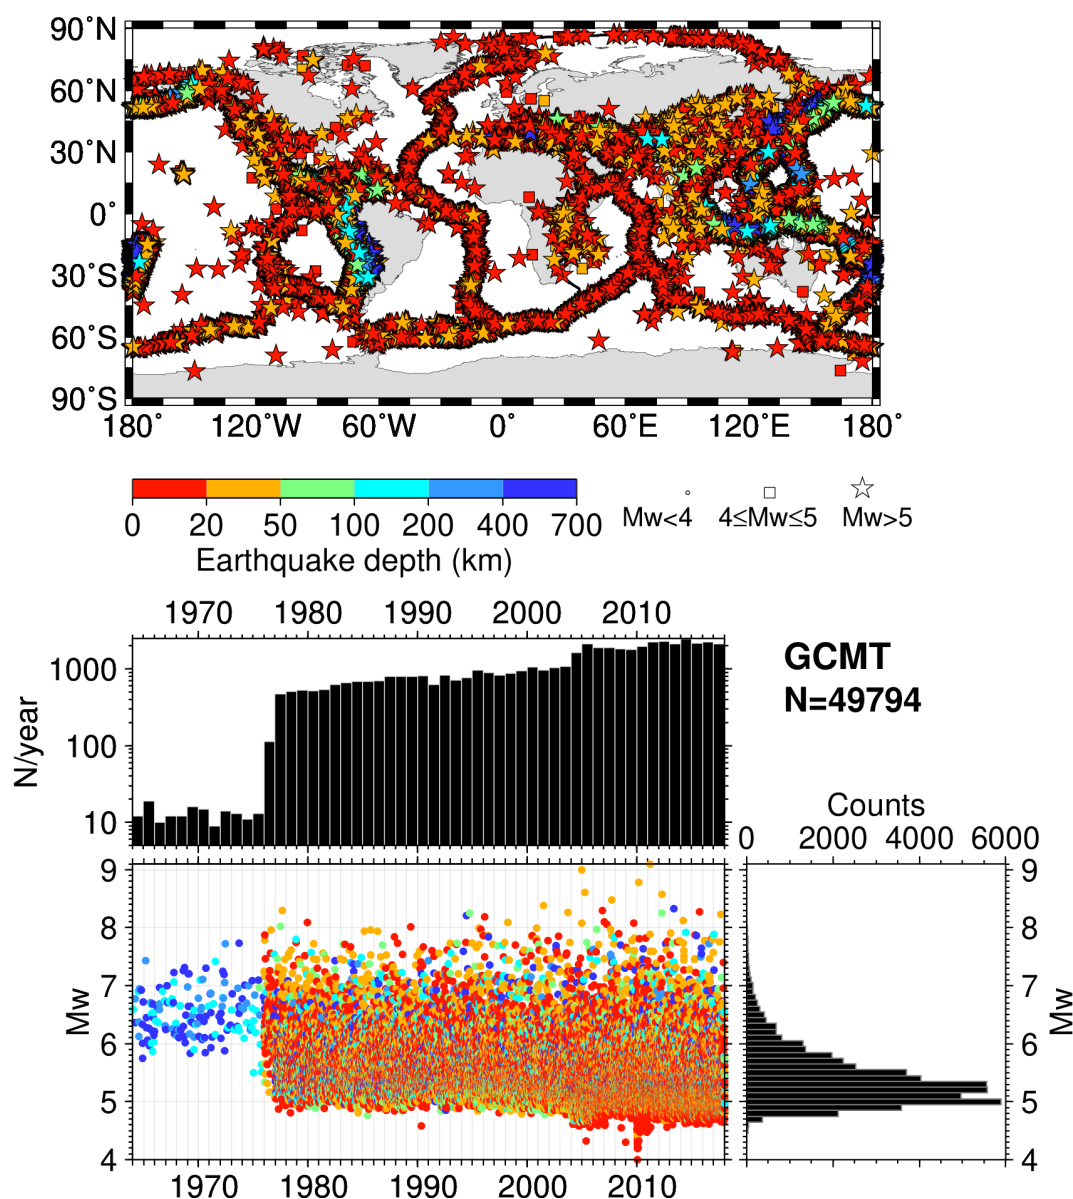 90˚N
60˚N
30˚N
0˚
30˚S
60˚S
90˚S
180˚ 120˚W 60˚W 0˚ 60˚E 120˚E 180˚
0 20 50 100 200 400 700
Earthquake depth (km)
Mw<4 4≤Mw≤5 Mw>5
1970 1980 1990 2000 2010
1000
100
10
N/year
GCMT
N=49794
Counts
0 2000 4000 6000
9 9
8 8
7 7
6 6
5 5
4 4
Mw Mw
1970 1980 1990 2000 2010